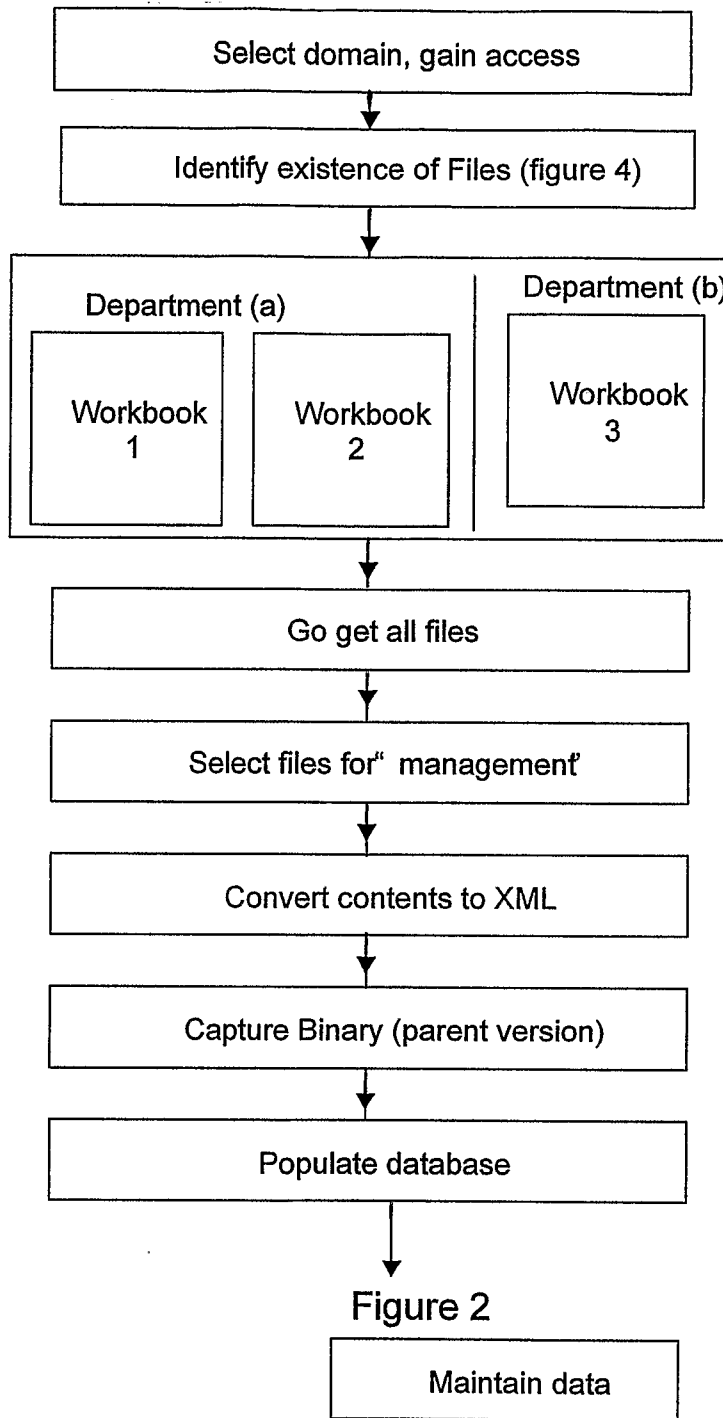 Select domain, gain access
Identify existence of Files (figure 4)
Department (a)
Department (b)
Workbook
1
Workbook
2
Workbook
3
Go get all files
Select files for“ management’
Convert contents to XML
Capture Binary (parent version)
Populate database
Figure 2
Maintain data